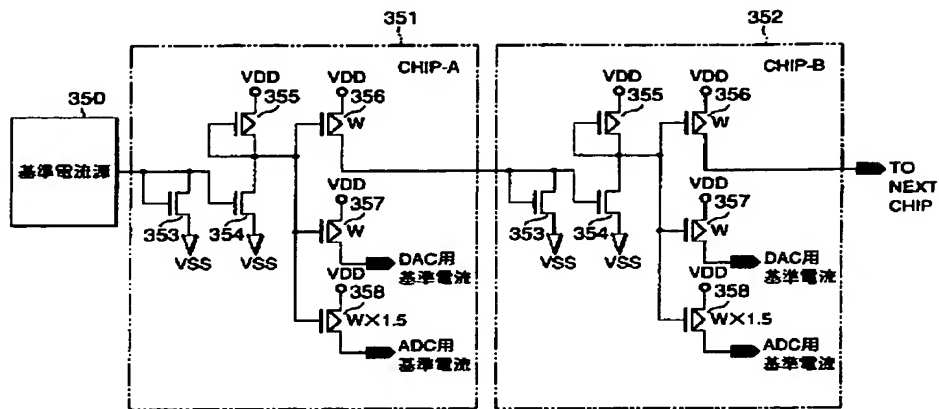 351
352
CHIP-A
CHIP-B
350
VDD
355
VDD
356
W
VDD
355
VDD
356
W
基準電流源
VDD
357
W
TO
NEXT
CHIP
VDD
357
W
353
354
VSS
VSS
DAC用
基準電流
353
354
VSS
VSS
DAC用
基準電流
VDD
358
W×1.5
VDD
358
W×1.5
ADC用
基準電流
ADC用
基準電流